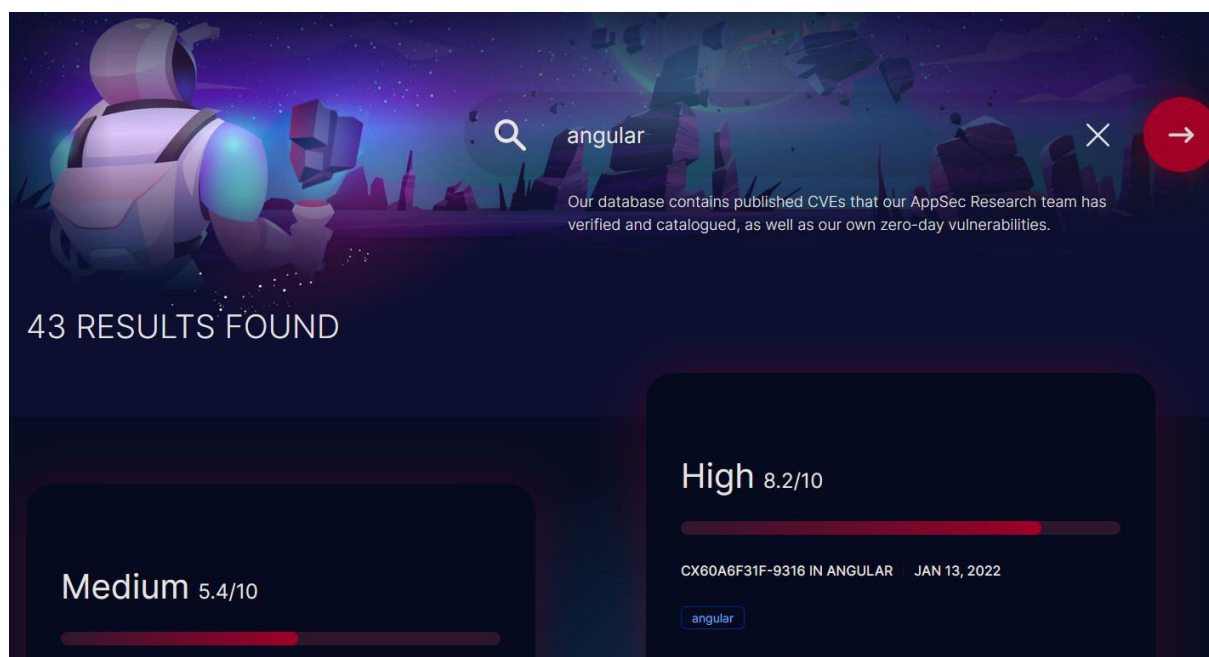 angular
Our database contains published CVEs that our AppSec Research team has
verified and catalogued, as well as our own zero-day vulnerabilities.
43 RESULTS FOUND
High 8.2/10
CX60A6F31F-9316 IN ANGULAR JAN 13, 2022
angular
Medium 5.4/10